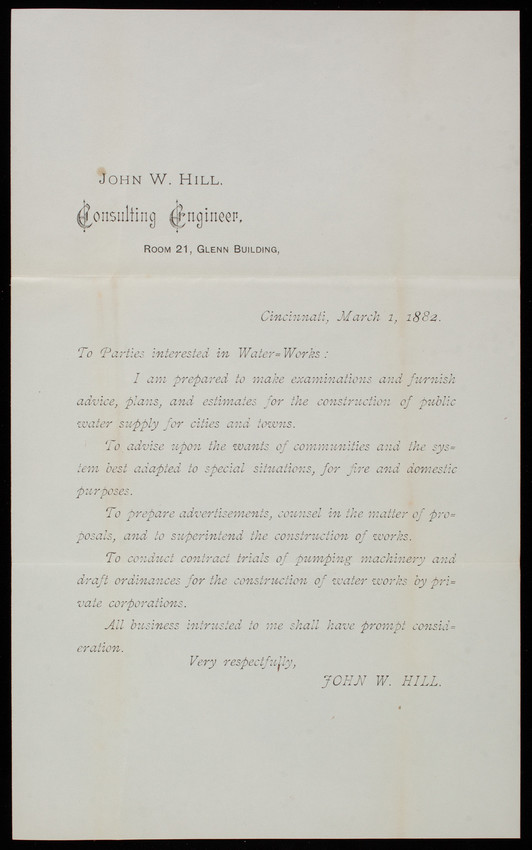 JOHN W. HILL.
Consulting Engineer,
ROOM 21, GLENN BUILDING,
Cincinnati, March 1, 1882.
To Parties interested in Water=Works:
I am prepared to make examinations and furnish
advice, plans, and estimates for the construction of public
water supply for cities and towns.
To advise upon the wants of communities and the sys=
tem best adapted to special situations, for fire and domestic
purposes.
To prepare advertisements, counsel in the matter of pro=
posals, and to superintend the construction of works.
To conduct contract trials of pumping machinery and
draft ordinances for the construction of water works by pri=
vate corporations.
All business intrusted to me shall have prompt consid=
eration.
Very respectfully,
JOHN W. HILL.